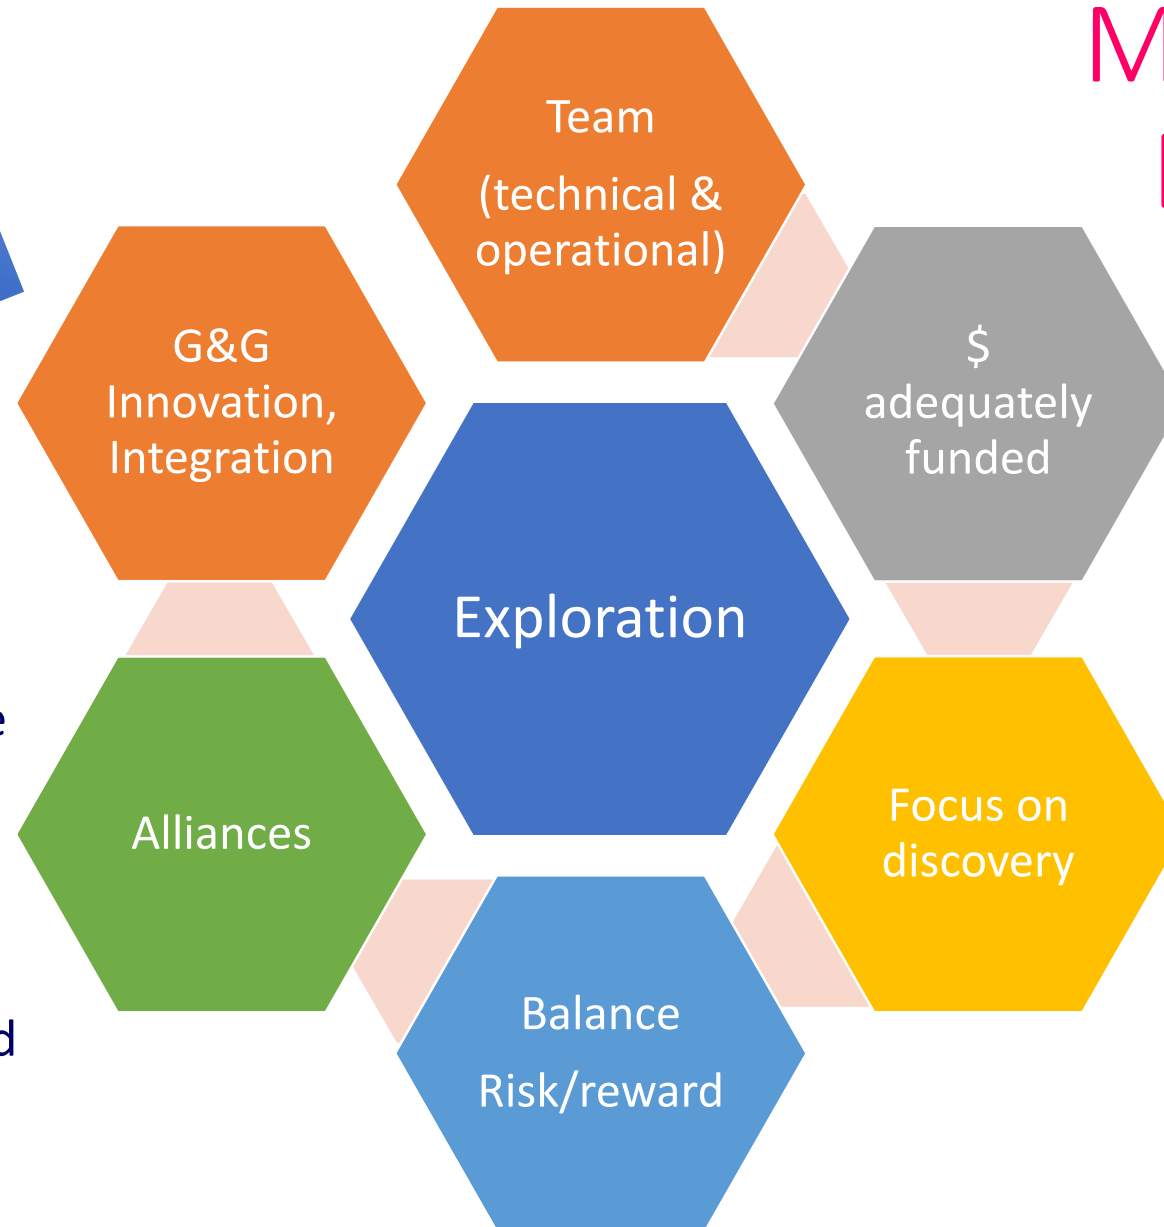 Team
(technical &
operational)
G&G
Innovation,
Integration
$
adequately
funded
Exploration
Alliances
Focus on
discovery
Balance
Risk/reward